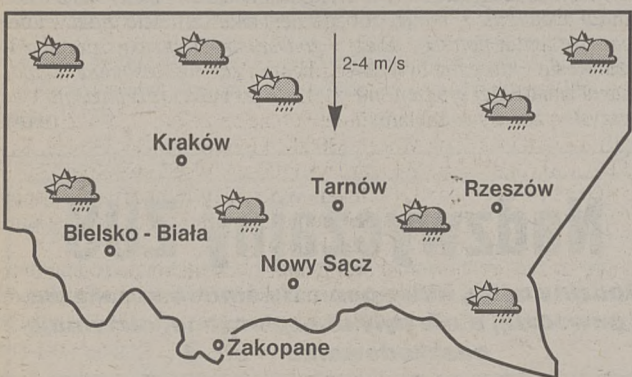 2-4 m/s
Kraków
Tarnów
Rzeszów
Bielsko - Biała
Nowy Sącz
Zakopane